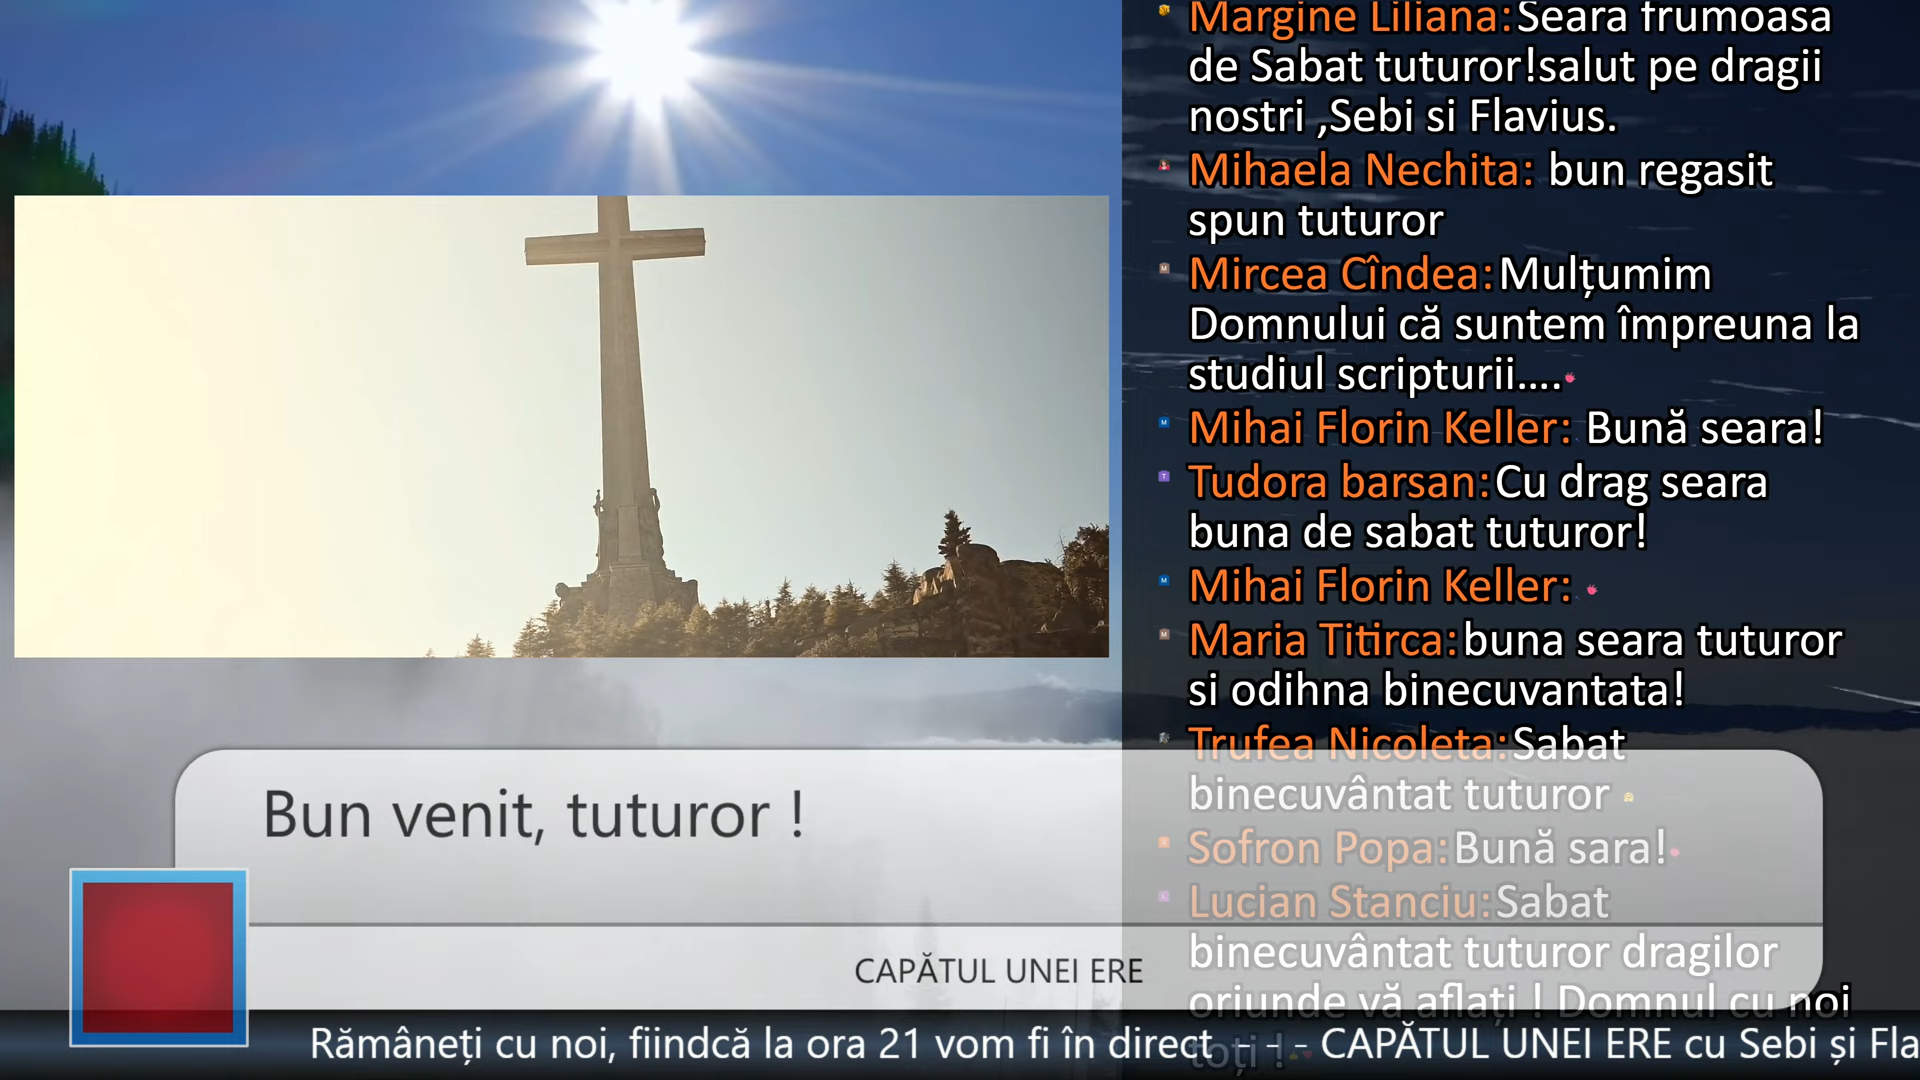 Margine Liliana:Seara frumoasa
de Sabat tuturor!salut pe dragii
nostri ,Sebi si Flavius.
Mihaela Nechita: bun regasit
spun tuturor
Mircea Cîndea:Mulțumim
Domnului că suntem împreuna la
studiul scripturii....
Mihai Florin Keller: Bună seara!
Tudora barsan:Cu drag seara
buna de sabat tuturor!
Mihai Florin Keller:
Maria Titirca:buna seara tuturor
si odihna binecuvantata!
Trufea Nicoleta:Sabat
binecuvântat tuturor
Sofron Popa:Bună sara!
Lucian Stanciu:Sabat
binecuvântat tuturor dragilor
oriunde vă aflați ! Domnul cu noi
toți !
Bun venit, tuturor !
CAPĂTUL UNEI ERE
Rămâneți cu noi, fiindcă la ora 21 vom fi în direct - - - CAPĂTUL UNEI ERE cu Sebi și Fla